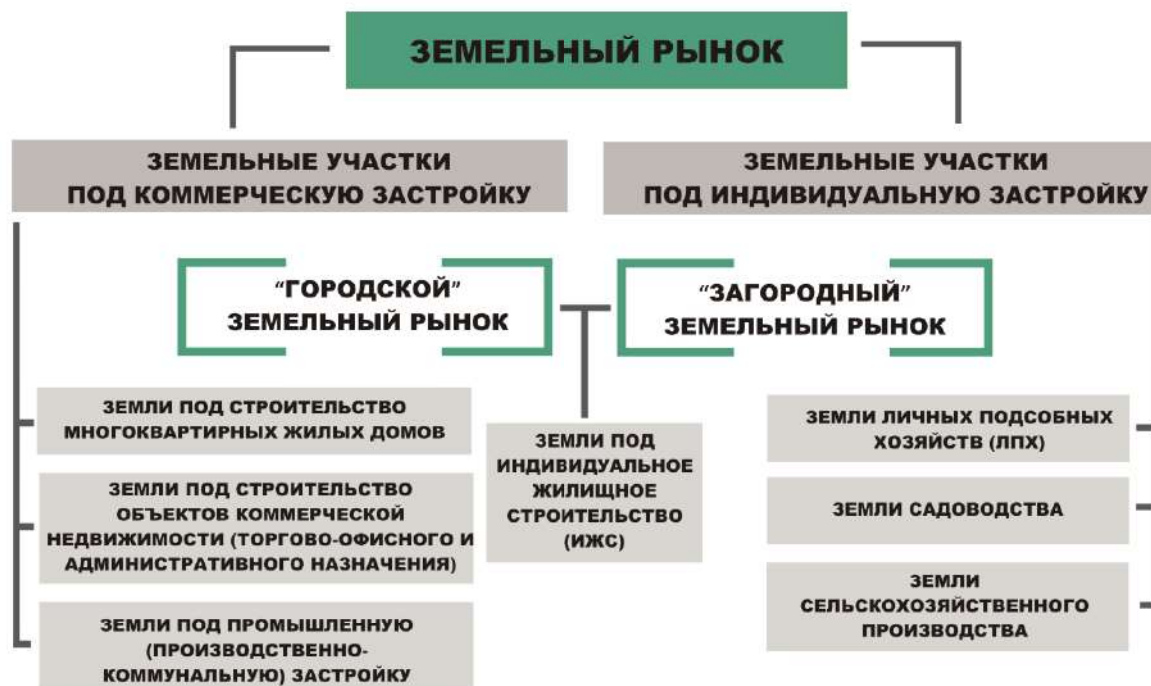 ЗЕМЕЛЬНЫЙ РЫНОК
ЗЕМЕЛЬНЫЕ УЧАСТКИ
ПОД КОММЕРЧЕСКУЮ ЗАСТРОЙКУ
ЗЕМЕЛЬНЫЕ УЧАСТКИ
ПОД ИНДИВИДУАЛЬНУЮ ЗАСТРОЙКУ
“ГОРОДСКОЙ”
ЗЕМЕЛЬНЫЙ РЫНОК
“ЗАГОРОДНЫЙ”
ЗЕМЕЛЬНЫЙ РЫНОК
ЗЕМЛИ ПОД СТРОИТЕЛЬСТВО
МНОГОКВАРТИРНЫХ ЖИЛЫХ ДОМОВ
ЗЕМЛИ ПОД СТРОИТЕЛЬСТВО
ОБЪЕКТОВ КОММЕРЧЕСКОЙ
НЕДВИЖИМОСТИ (ТОРГОВО-ОФИСНОГО И
АДМИНИСТРАТИВНОГО НАЗНАЧЕНИЯ)
ЗЕМЛИ ПОД ПРОМЫШЛЕННУЮ
(ПРОИЗВОДСТВЕННО-
КОММУНАЛЬНУЮ) ЗАСТРОЙКУ
ЗЕМЛИ ПОД
ИНДИВИДУАЛЬНОЕ
ЖИЛИЩНОЕ
СТРОИТЕЛЬСТВО
(ИЖС)
ЗЕМЛИ ЛИЧНЫХ ПОДСОБНЫХ
ХОЗЯЙСТВ (ЛПХ)
ЗЕМЛИ САДОВОДСТВА
ЗЕМЛИ
СЕЛЬСКОХОЗЯЙСТВЕННОГО
ПРОИЗВОДСТВА